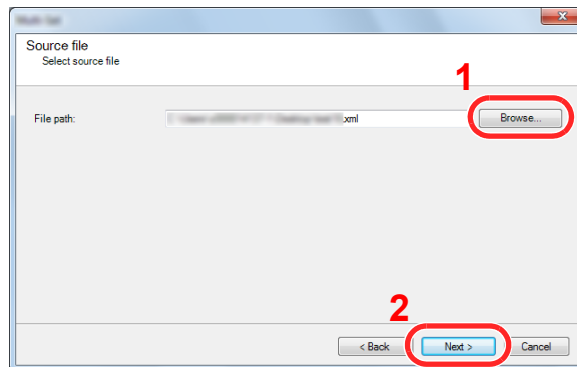 Source file
Select source file
1
File path:
.xml
Browse...
2
< Back
Next >
Cancel